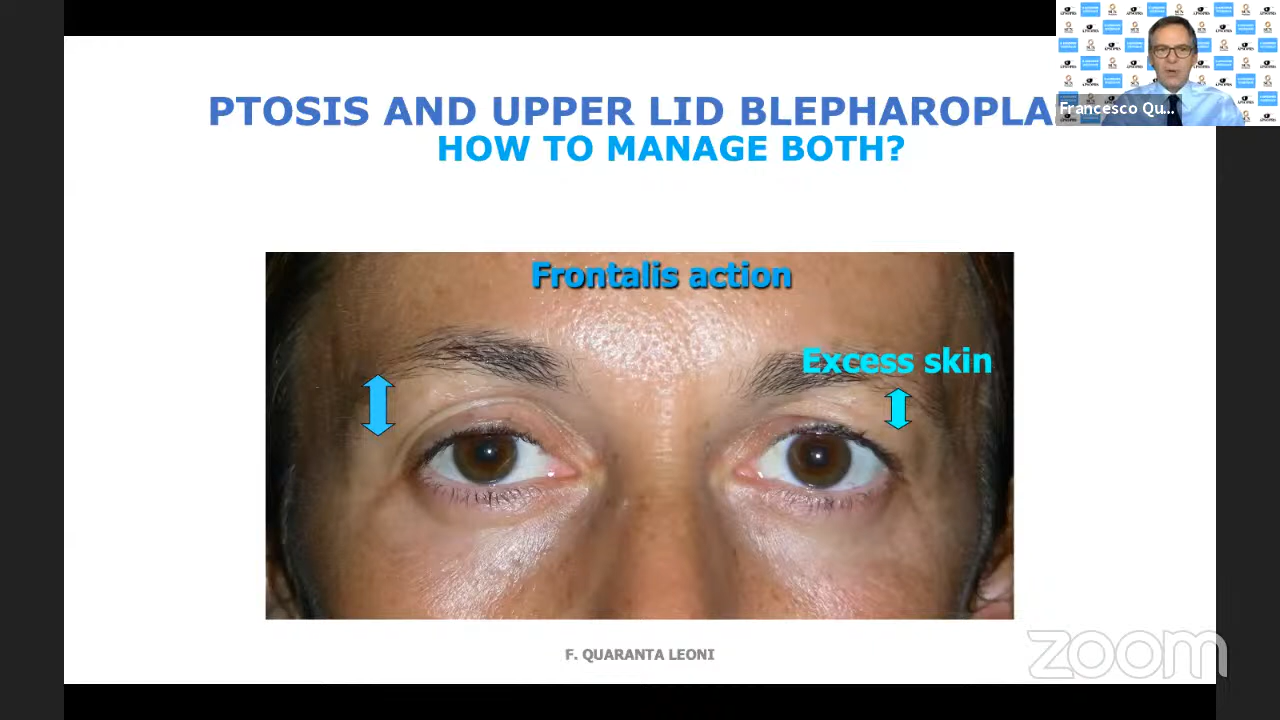 PTOSIS AND UPPER LID BLEPHAROPLA
HOW TO MANAGE BOTH?
Francesco Qu...
Frontalis action
Excess skin
F. QUARANTA LEONI
zoom